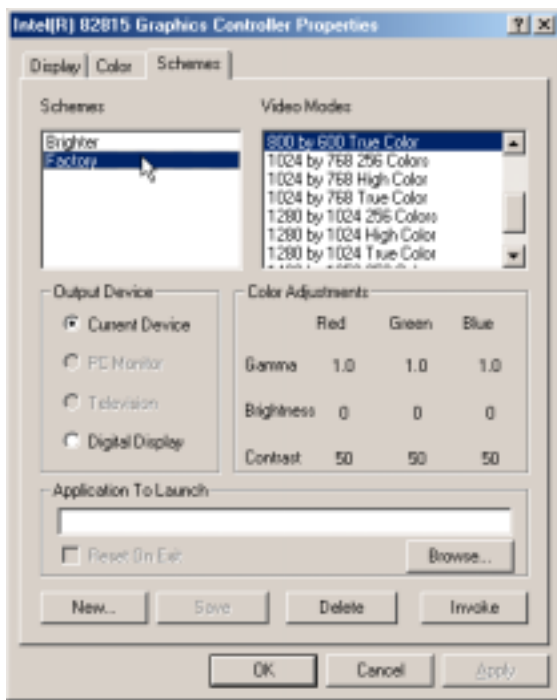 Intel(R) 82815 Graphics Controller Properties
Display Color Schemes
Schemes
Brighter
Factory
Video Modes
800 by 600 True Color
1024 by 768 256 Colors
1024 by 768 High Color
1024 by 768 True Color
1280 by 1024 256 Colors
1280 by 1024 High Color
1280 by 1024 True Color
Output Device
Current Device
PC Monitor
Television
Digital Display
Color Adjustments
Red Green Blue
Gamma 1.0 1.0 1.0
Brightness 0 0 0
Contrast 50 50 50
Application To Launch
Reset On Exit
Browse...
New... Save Delete Invoke
OK Cancel Apply